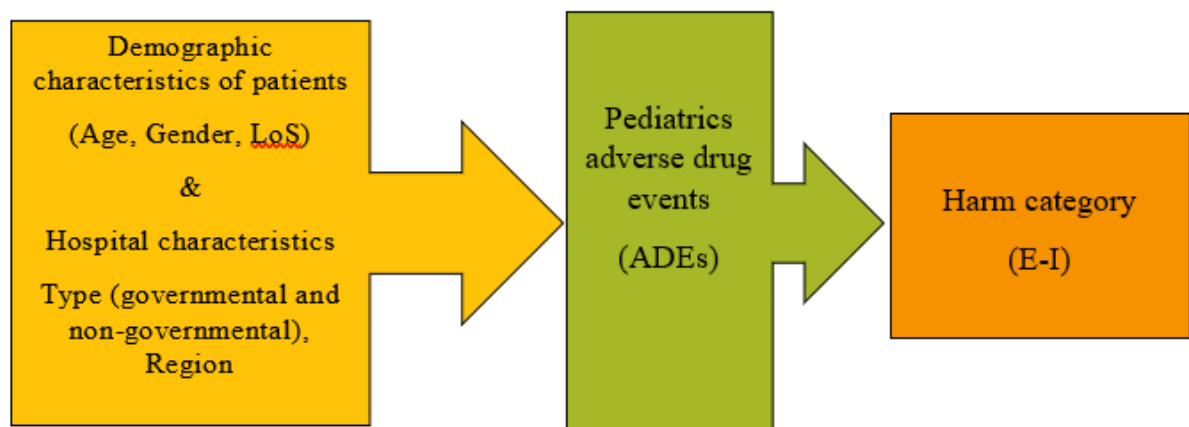 Demographic
characteristics of patients
(Age, Gender, LoS)
&
Hospital characteristics
Type (governmental and
non-governmental),
Region
Pediatrics
adverse drug
events
(ADEs)
Harm category
(E-I)